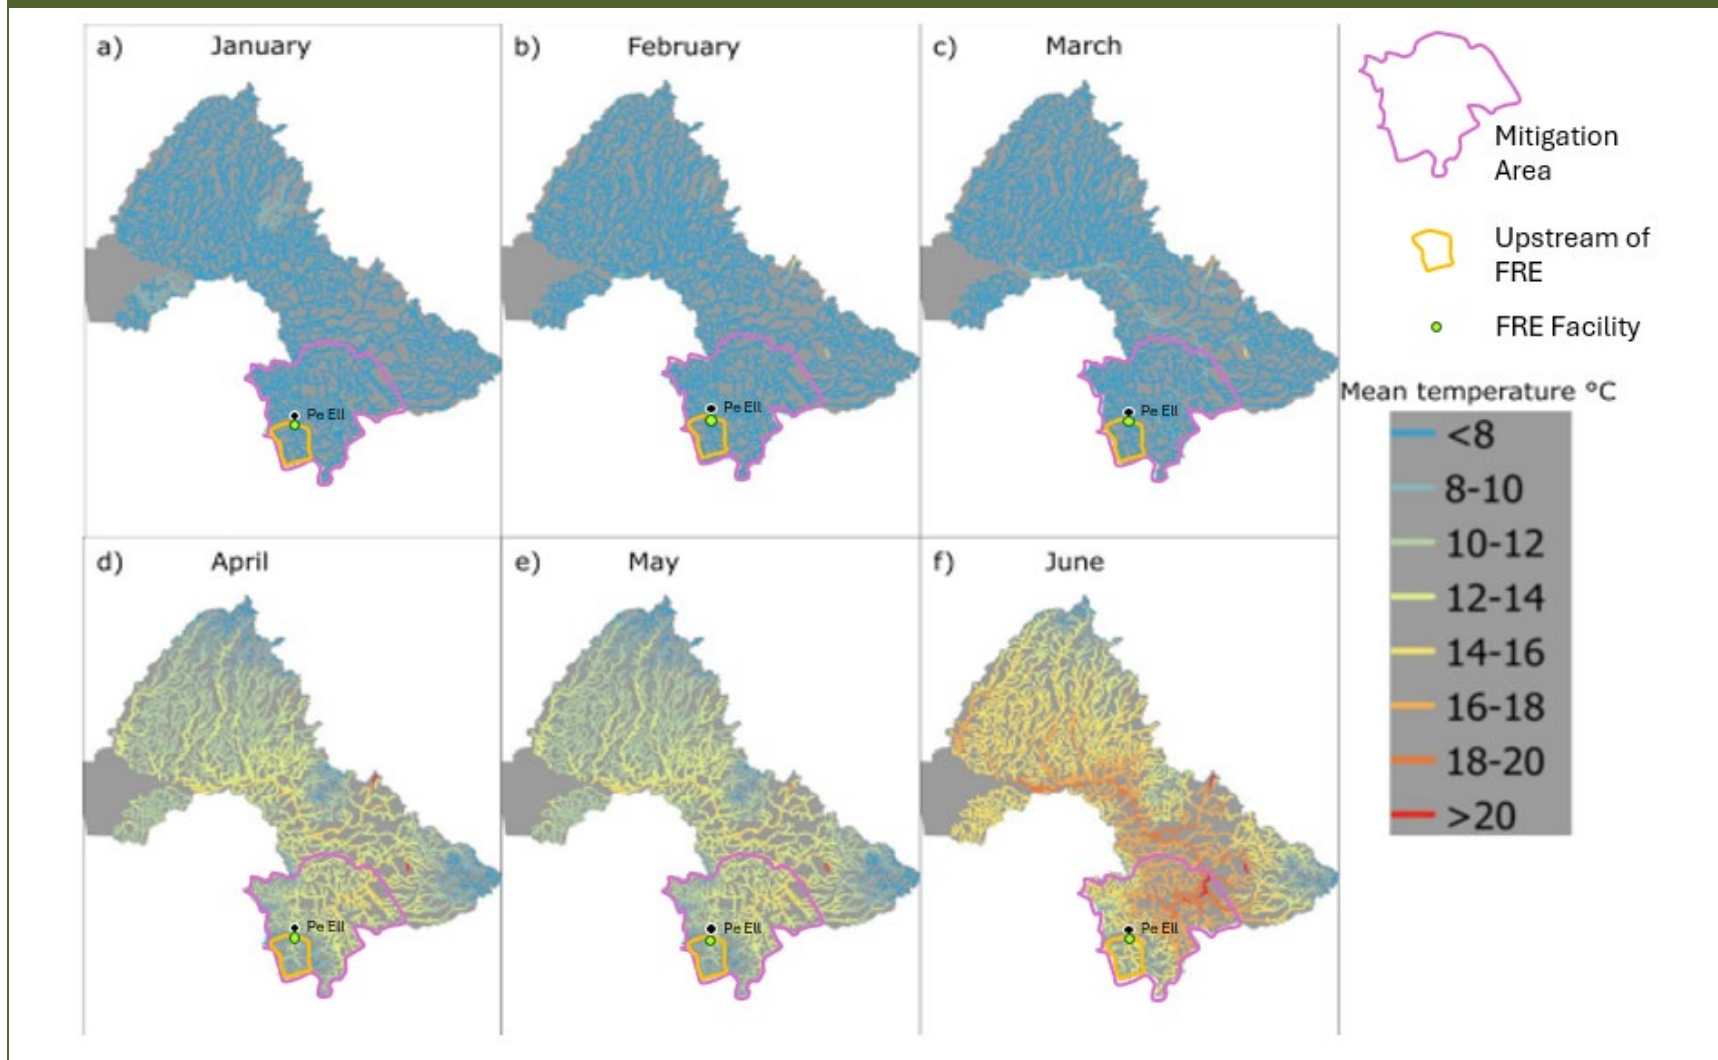 a) January
b) February
c) March
Pe Ell
Pe Ell
Pe Ell
d) April
e) May
f) June
Pe Ell
Pe Ell
Pe Ell
Mitigation
Area
Upstream of
FRE
FRE Facility
Mean temperature °C
<8
8-10
10-12
12-14
14-16
16-18
18-20
>20